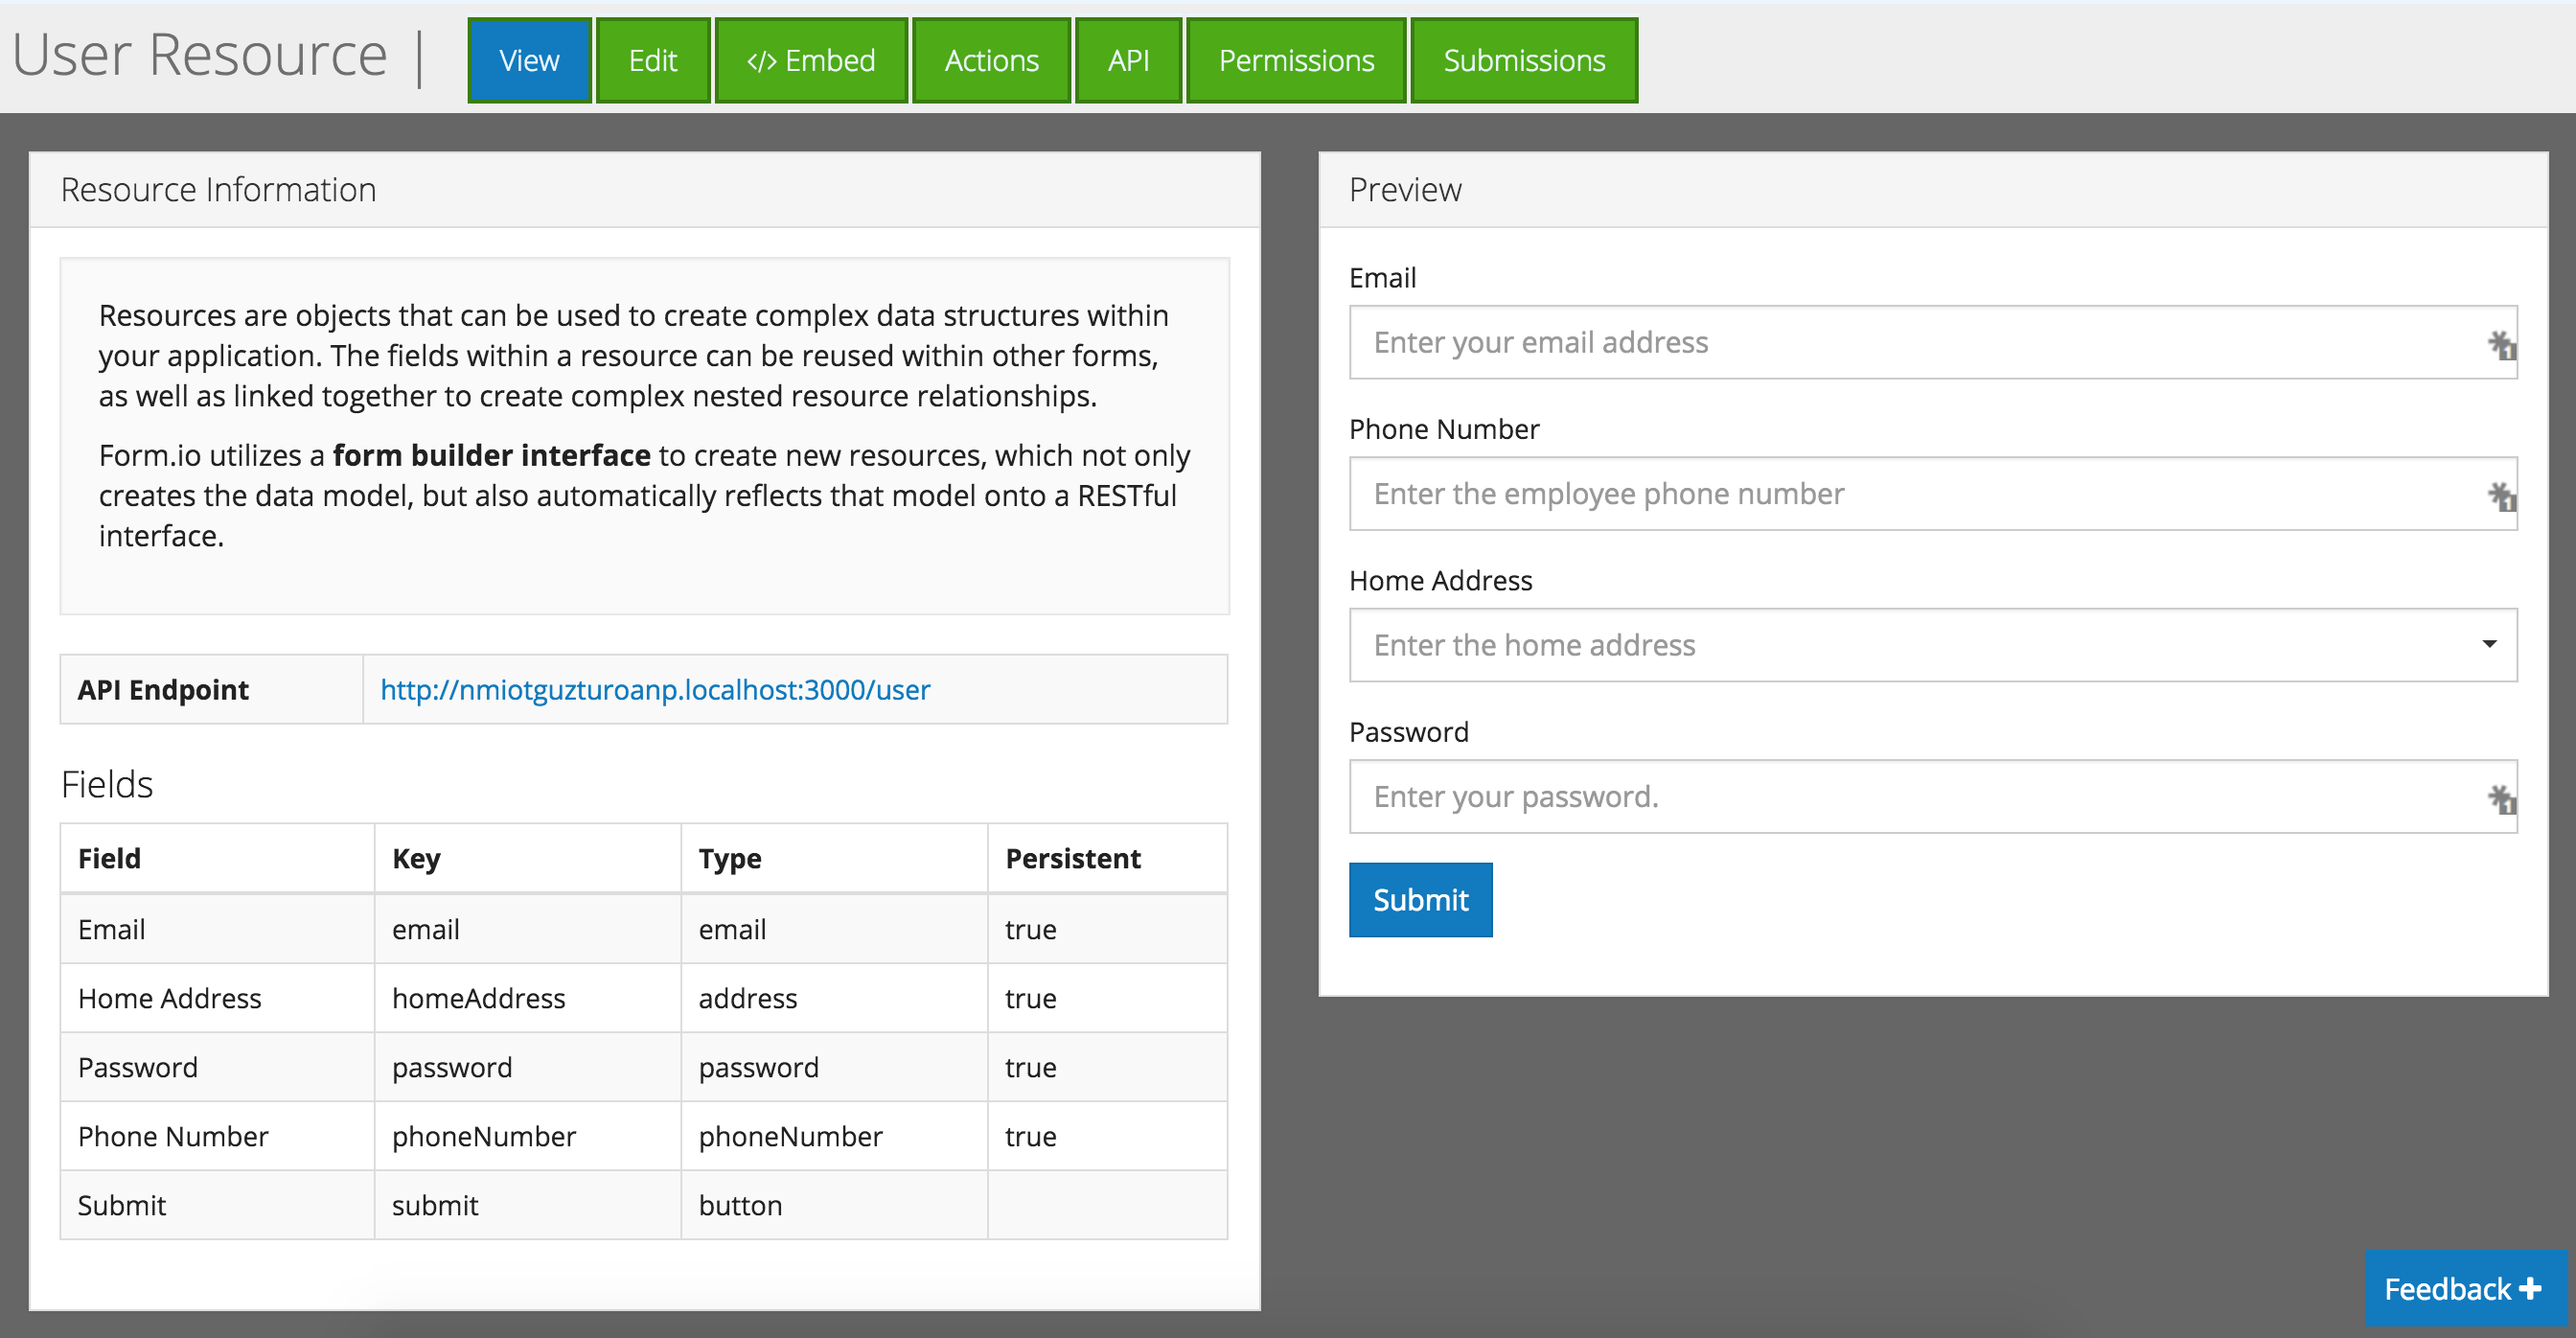 User Resource |
View
Edit
</> Embed
Actions
API
Permissions
Submissions
Resource Information
Resources are objects that can be used to create complex data structures within
your application. The fields within a resource can be reused within other forms,
as well as linked together to create complex nested resource relationships.
Form.io utilizes a form builder interface to create new resources, which not only
creates the data model, but also automatically reflects that model onto a RESTful
interface.
API Endpoint http://nmiotguzturoanp.localhost:3000/user
Fields
Field Key Type Persistent
Email email email true
Home Address homeAddress address true
Password password password true
Phone Number phoneNumber phoneNumber true
Submit submit button
Preview
Email
Enter your email address
1
Phone Number
Enter the employee phone number
1
Home Address
Enter the home address
Password
Enter your password.
1
Submit
Feedback +